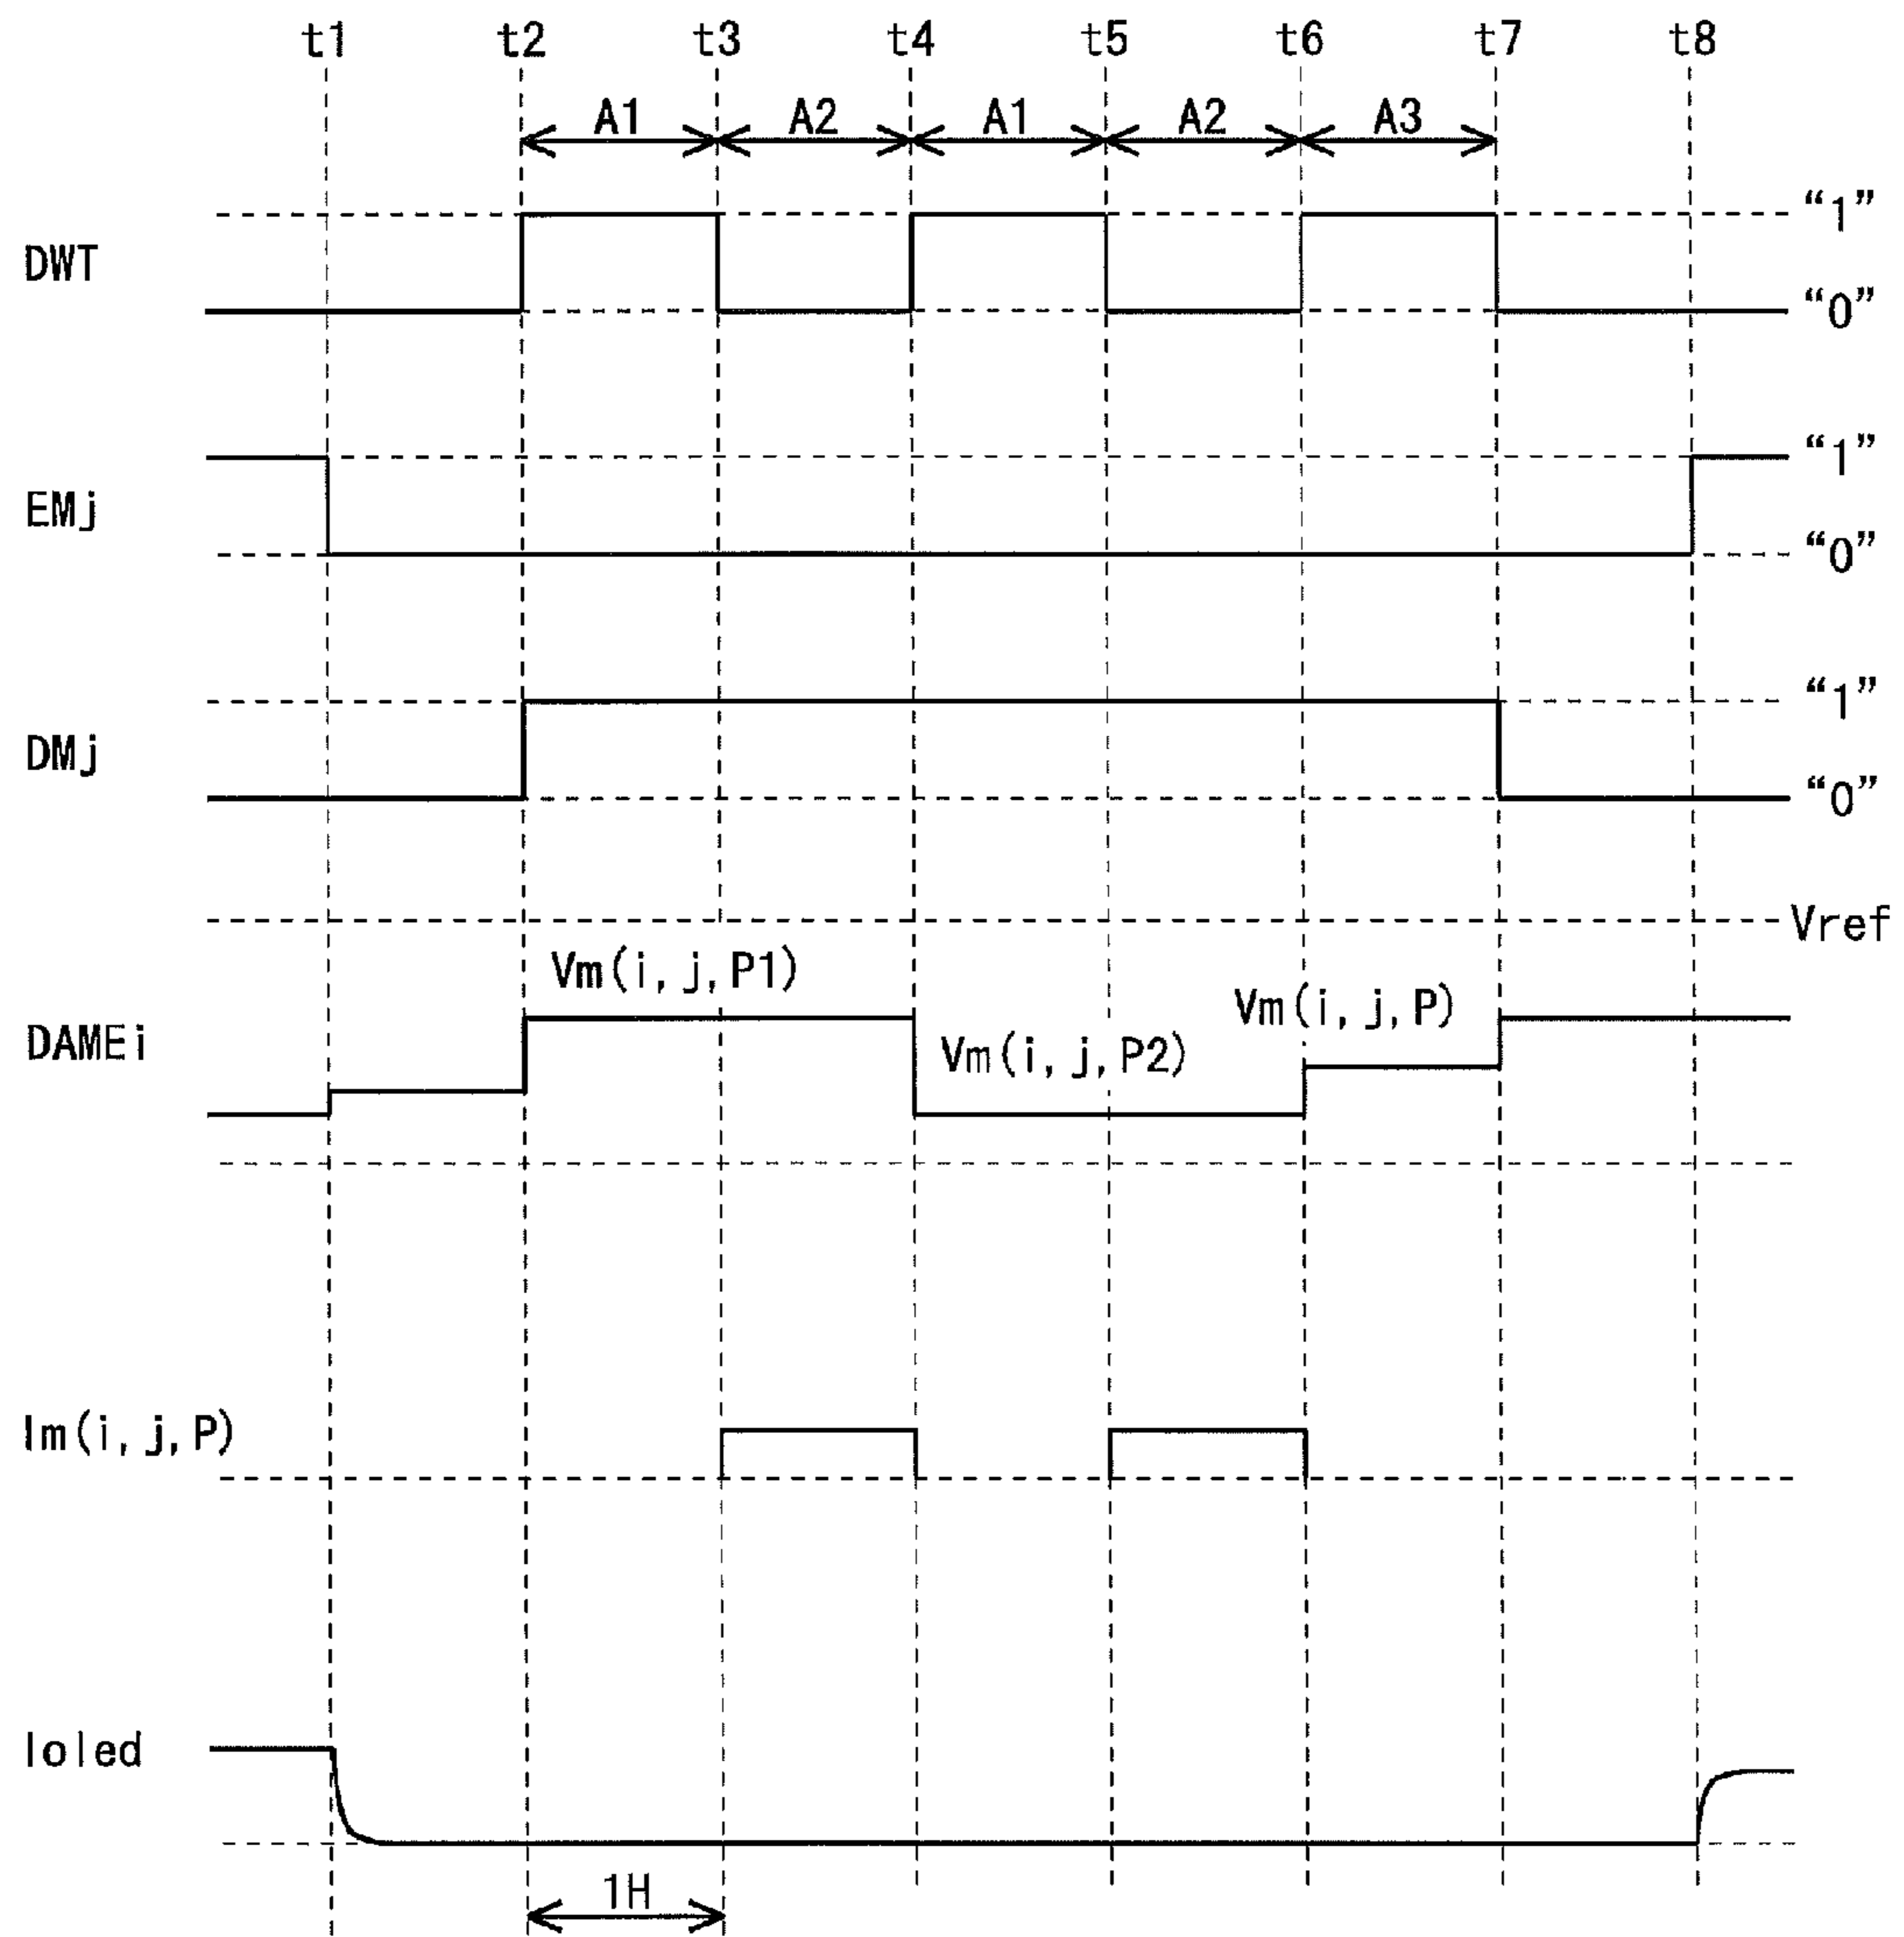 t1 t2 t3 t4 t5 t6 t7 t8
A1 A2 A1 A2 A3
“1”
DWT
“0”
“1”
EMj
“0”
“1”
DMj
“0”
Vref
Vm(i, j, P1)
Vm(i, j, P)
DAMEi
Vm(i, j, P2)
Im(i, j, P)
Ioled
1H